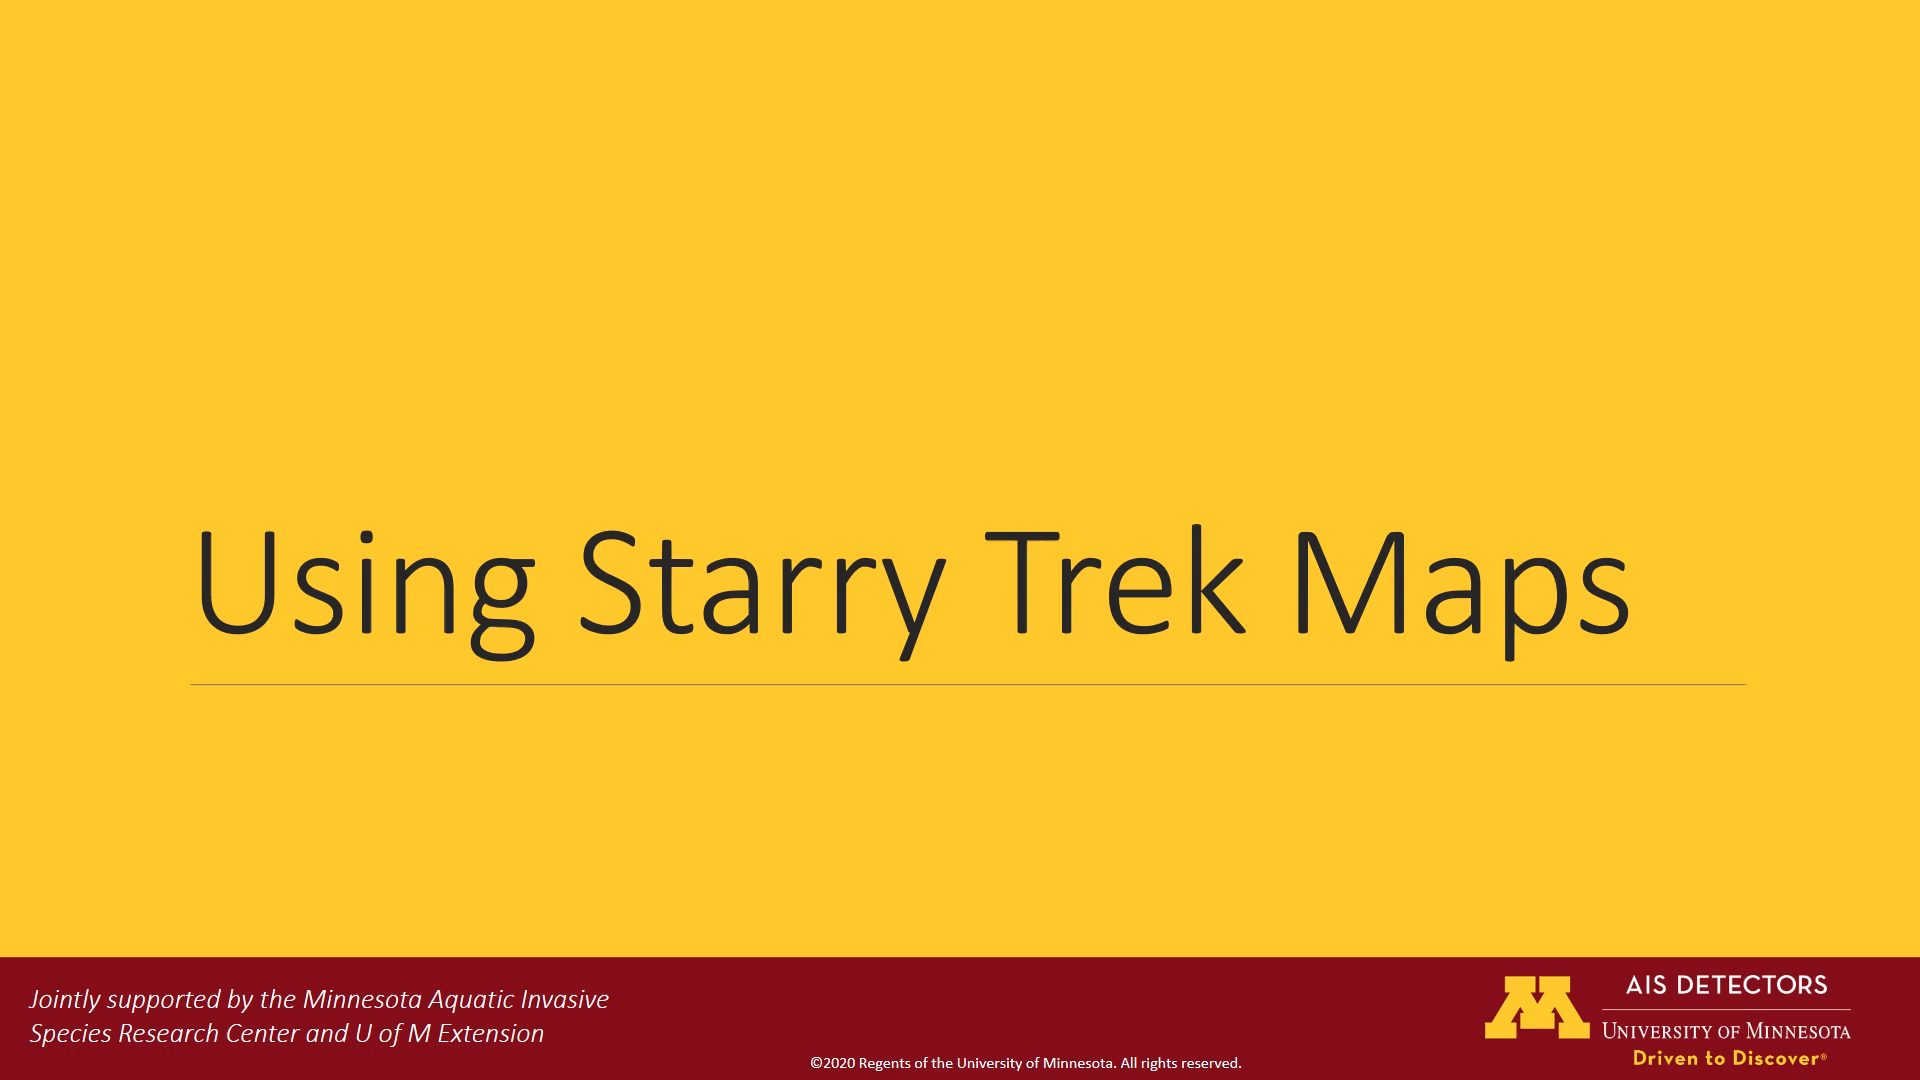 Using Starry Trek Maps
Jointly supported by the Minnesota Aquatic Invasive
Species Research Center and U of M Extension
©2020 Regents of the University of Minnesota. All rights reserved.
M
AIS DETECTORS
UNIVERSITY OF MINNESOTA
Driven to Discover®